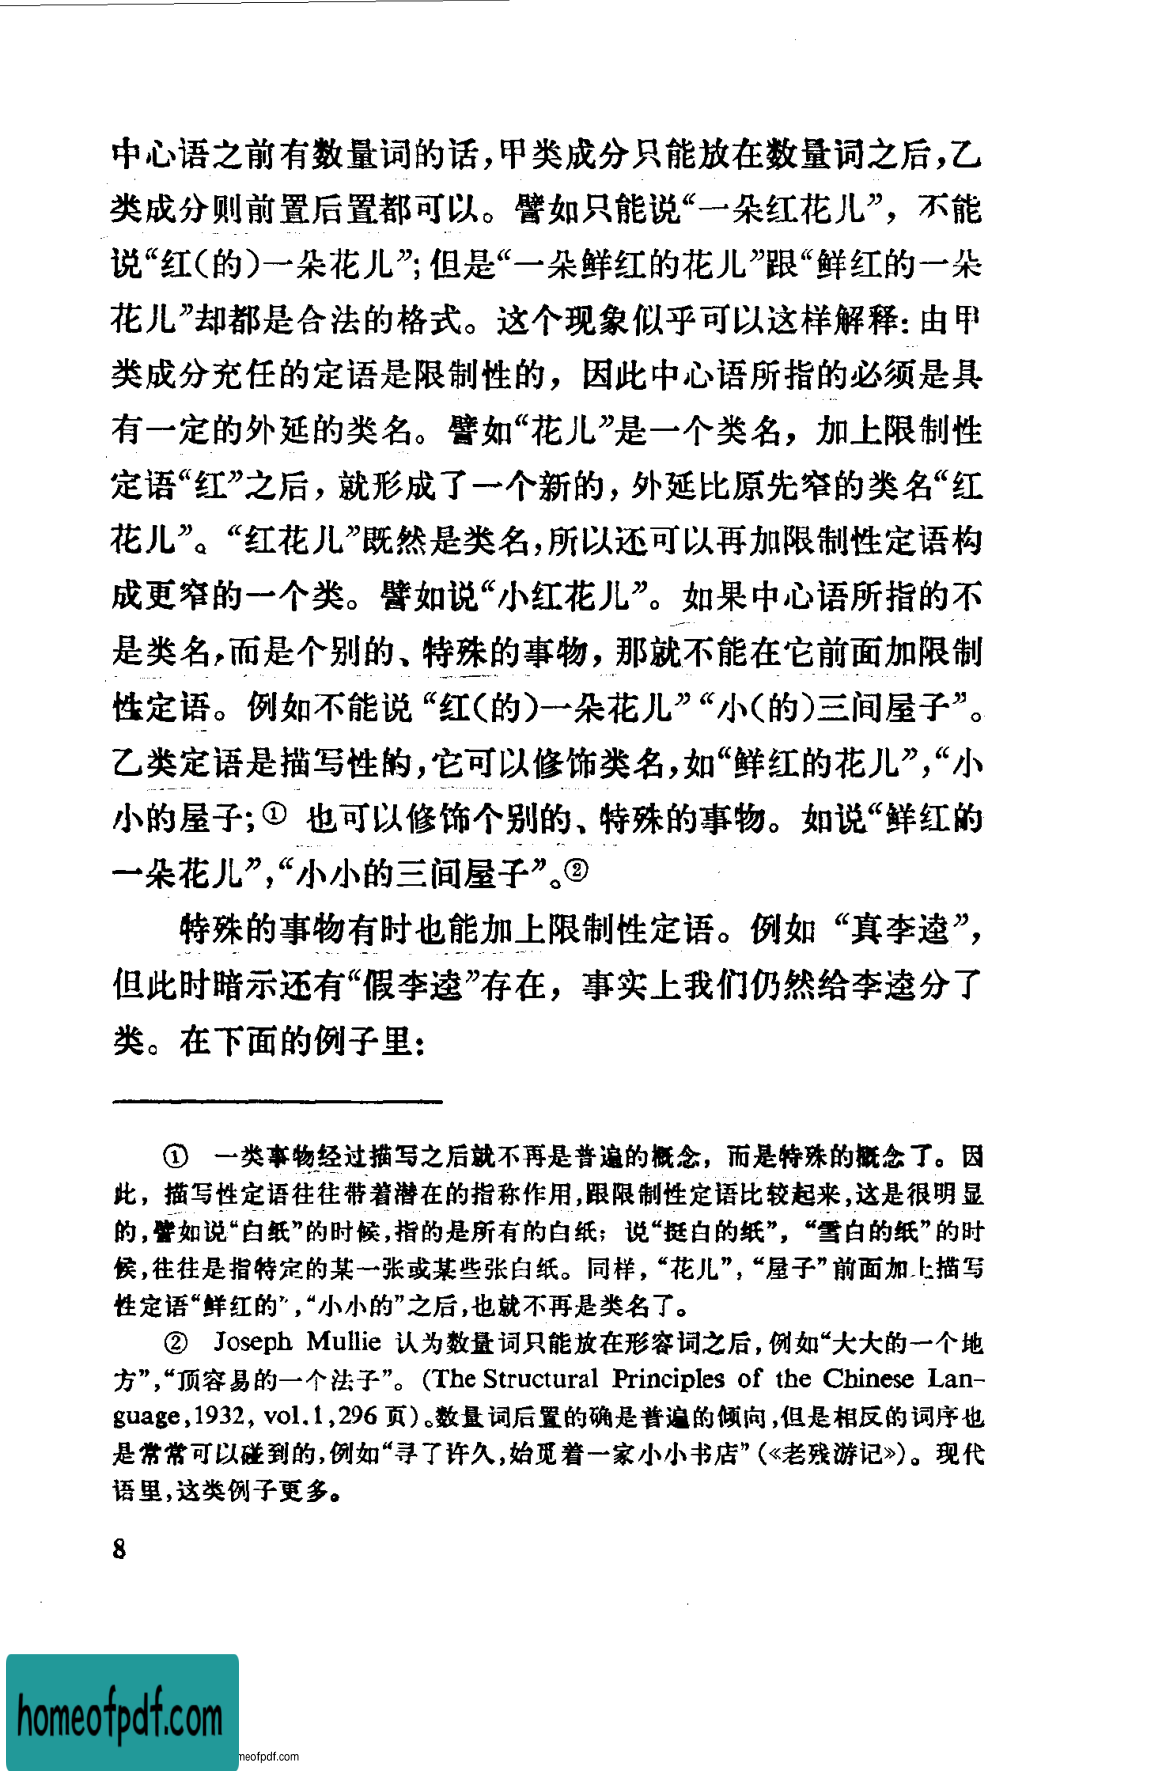 中心语之前有数量词的话，甲类成分只能放在数量词之后，乙
类成分则前置后置都可以。譬如只能说“一朵红花儿”，不能
说“红(的)一朵花儿”；但是“一朵鲜红的花儿”跟“鲜红的一朵
花儿”却都是合法的格式。这个现象似乎可以这样解释：由甲
类成分充任的定语是限制性的，因此中心语所指的必须是具
有一定的外延的类名。譬如“花儿”是一个类名，加上限制性
定语“红”之后，就形成了一个新的，外延比原先窄的类名“红
花儿”。“红花儿”既然是类名，所以还可以再加限制性定语构
成更窄的一个类。譬如说“小红花儿”。如果中心语所指的不
是类名，而是个别的、特殊的事物，那就不能在它前面加限制
性定语。例如不能说“红(的)一朵花儿”“小(的)三间屋子”。
乙类定语是描写性的，它可以修饰类名，如“鲜红的花儿”，“小
小的屋子；① 也可以修饰个别的、特殊的事物。如说“鲜红的
一朵花儿”，“小小的三间屋子”。②
特殊的事物有时也能加上限制性定语。例如“真李逵”，
但此时暗示还有“假李逵”存在，事实上我们仍然给李逵分了
类。在下面的例子里：
① 一类事物经过描写之后就不再是普遍的概念，而是特殊的概念了。因
此，描写性定语往往带着潜在的指称作用，跟限制性定语比较起来，这是很明显
的，譬如说“白纸”的时候，指的是所有的白纸；说“挺白的纸”，“雪白的纸”的时
候，往往是指特定的某一张或某些张白纸。同样，“花儿”，“屋子”前面加上描写
性定语“鲜红的”，“小小的”之后，也就不再是类名了。
② Joseph Mullie 认为数量词只能放在形容词之后，例如“大大的一个地
方”，“顶容易的一个法子”。(The Structural Principles of the Chinese Lan-
guage,1932, vol.1,296 页)。数量词后置的确是普遍的倾向，但是相反的词序也
是常常可以碰到的，例如“寻了许久，始觅着一家小小书店”(《老残游记》)。现代
语里，这类例子更多。
8
homeofpdf.com
meofpdf.com